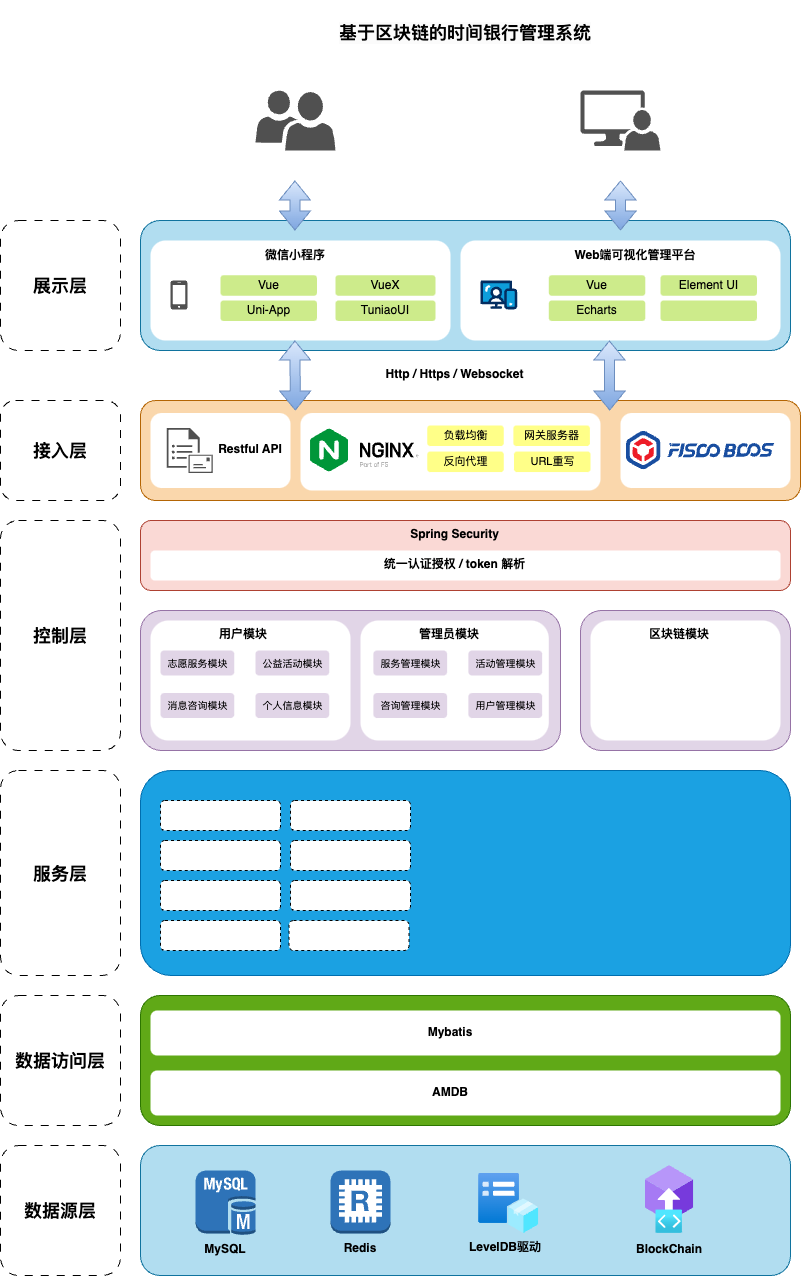 基于区块链的时间银行管理系统
展示层
微信小程序
Vue
VueX
Uni-App
TuniaoUI
Web端可视化管理平台
Vue
Element UI
Echarts
Http / Https / Websocket
接入层
Restful API
NGINX
Part of F5
负载均衡
网关服务器
反向代理
URL重写
FISCO BCOS
控制层
Spring Security
统一认证授权 / token 解析
用户模块
志愿服务模块
公益活动模块
消息咨询模块
个人信息模块
管理员模块
服务管理模块
活动管理模块
咨询管理模块
用户管理模块
区块链模块
服务层
数据访问层
Mybatis
AMDB
数据源层
MySQL
M
MySQL
R
Redis
LevelDB驱动
BlockChain